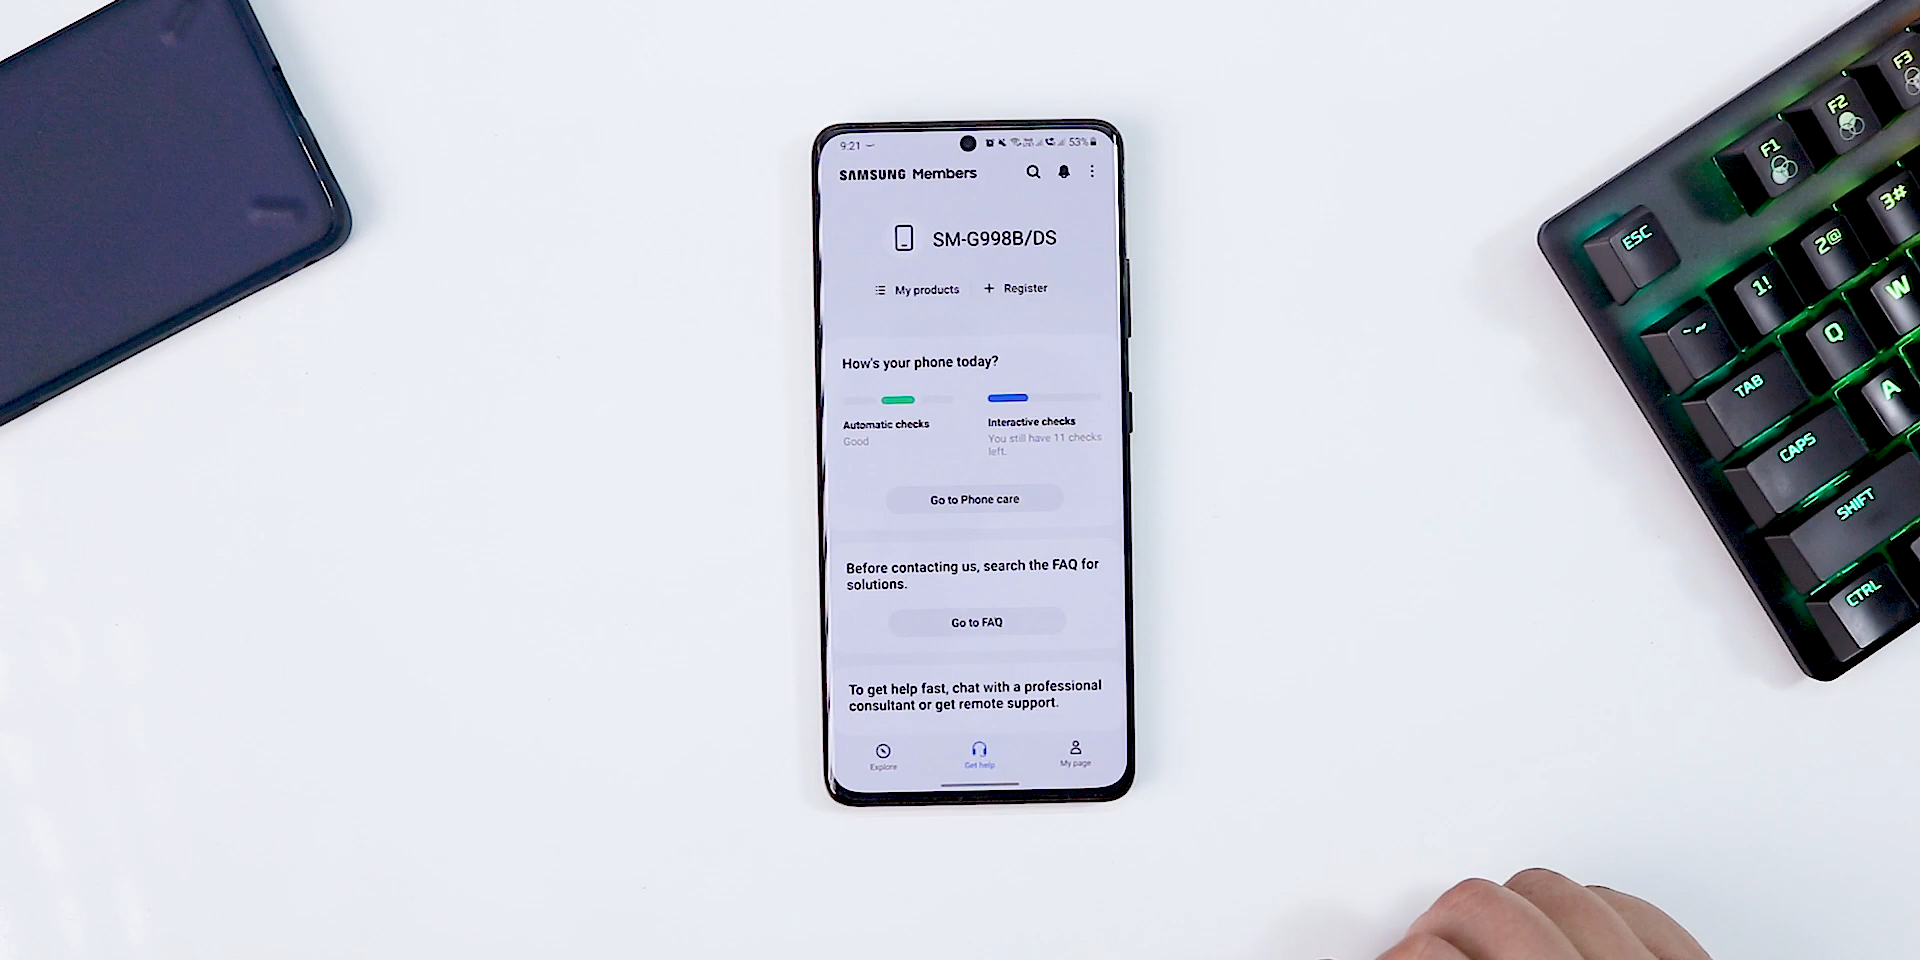 9:21
53%
SAMSUNG Members
SM-G998B/DS
My products
+ Register
How's your phone today?
Automatic checks
Good
Interactive checks
You still have 11 checks
left.
Go to Phone care
Before contacting us, search the FAQ for
solutions.
Go to FAQ
To get help fast, chat with a professional
consultant or get remote support.
Explore
Get help
My page
ESC
F1
F2
F3
~ ~
1!
2@
3#
TAB
Q
W
CAPS
A
SHIFT
CTRL